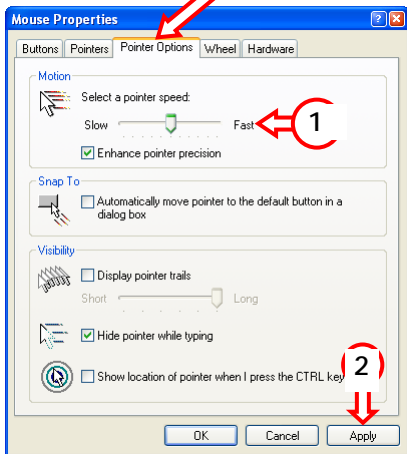 Mouse Properties
Buttons Pointers Pointer Options Wheel Hardware
Motion
Select a pointer speed:
Slow Fast 1
Enhance pointer precision
Snap To
Automatically move pointer to the default button in a
dialog box
Visibility
Display pointer trails
Short Long
Hide pointer while typing
Show location of pointer when I press the CTRL key
2
OK Cancel Apply